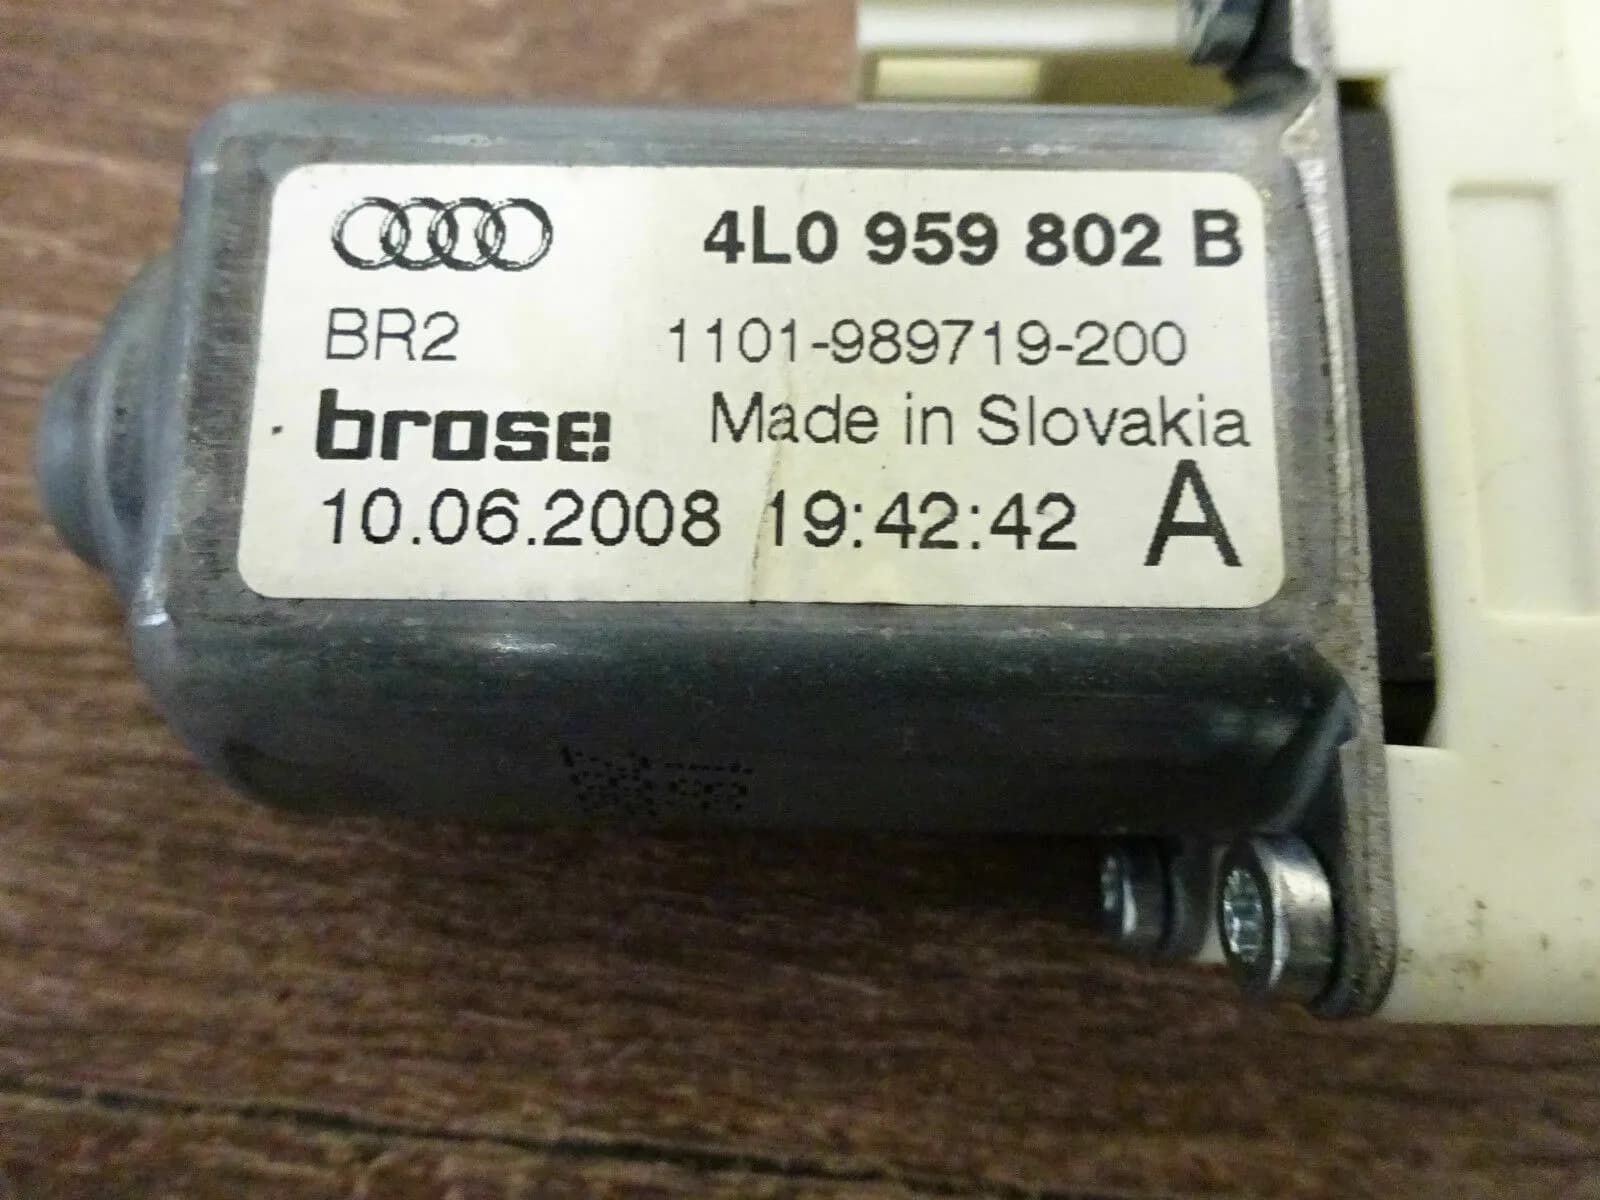 4L0 959 802 B
BR2 1101-989719-200
brose Made in Slovakia
10.06.2008 19:42:42 A